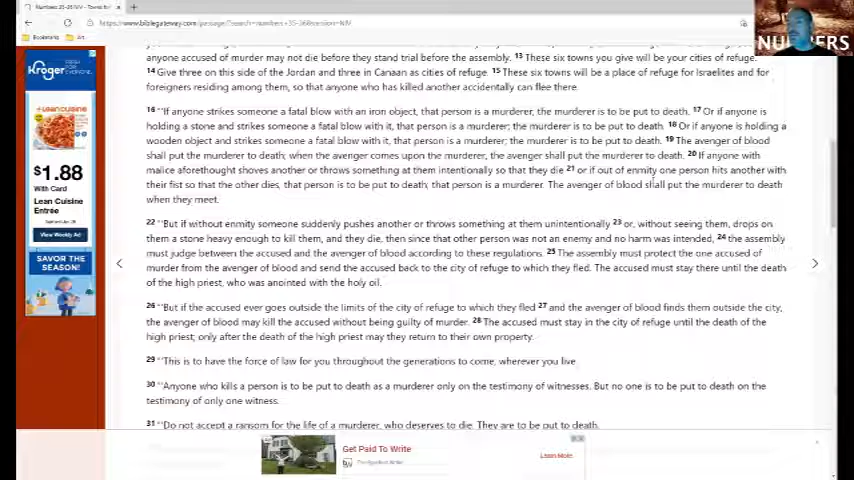 Numbers 35-36 NIV - Towns for
https://www.biblegateway.com/passage/?search=numbers+35-36&version=NIV
Bookmarks
Art
NUMBERS
anyone accused of murder may not die before they stand trial before the assembly. 13 These six towns you give will be your cities of refuge.
14 Give three on this side of the Jordan and three in Canaan as cities of refuge. 15 These six towns will be a place of refuge for Israelites and for
foreigners residing among them, so that anyone who has killed another accidentally can flee there.
16 "'If anyone strikes someone a fatal blow with an iron object, that person is a murderer; the murderer is to be put to death. 17 Or if anyone is
holding a stone and strikes someone a fatal blow with it, that person is a murderer; the murderer is to be put to death. 18 Or if anyone is holding a
wooden object and strikes someone a fatal blow with it, that person is a murderer; the murderer is to be put to death. 19 The avenger of blood
shall put the murderer to death; when the avenger comes upon the murderer, the avenger shall put the murderer to death. 20 If anyone with
malice aforethought shoves another or throws something at them intentionally so that they die 21 or if out of enmity one person hits another with
their fist so that the other dies, that person is to be put to death; that person is a murderer. The avenger of blood shall put the murderer to death
when they meet.
22 "'But if without enmity someone suddenly pushes another or throws something at them unintentionally 23 or, without seeing them, drops on
them a stone heavy enough to kill them, and they die, then since that other person was not an enemy and no harm was intended, 24 the assembly
must judge between the accused and the avenger of blood according to these regulations. 25 The assembly must protect the one accused of
murder from the avenger of blood and send the accused back to the city of refuge to which they fled. The accused must stay there until the death
of the high priest, who was anointed with the holy oil.
26 "'But if the accused ever goes outside the limits of the city of refuge to which they fled 27 and the avenger of blood finds them outside the city,
the avenger of blood may kill the accused without being guilty of murder. 28 The accused must stay in the city of refuge until the death of the
high priest; only after the death of the high priest may they return to their own property.
29 "'This is to have the force of law for you throughout the generations to come, wherever you live.
30 "'Anyone who kills a person is to be put to death as a murderer only on the testimony of witnesses. But no one is to be put to death on the
testimony of only one witness.
31 "'Do not accept a ransom for the life of a murderer, who deserves to die. They are to be put to death.
Kroger
FRESH FOR
EVERYONE
LEAN CUISINE
$1.88
With Card
Lean Cuisine
Entrée
View Weekly Ad
SAVOR THE
SEASON!
Get Paid To Write
Learn More